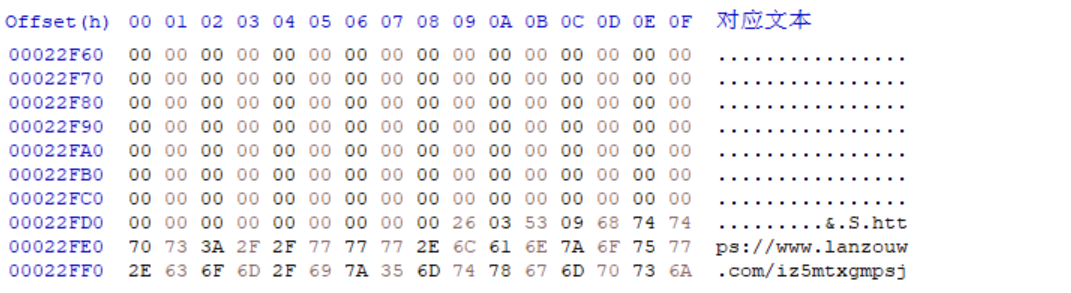 Offset(h) 00 01 02 03 04 05 06 07 08 09 0A 0B 0C 0D 0E 0F 对应文本
00022F60 00 00 00 00 00 00 00 00 00 00 00 00 00 00 00 00 ................
00022F70 00 00 00 00 00 00 00 00 00 00 00 00 00 00 00 00 ................
00022F80 00 00 00 00 00 00 00 00 00 00 00 00 00 00 00 00 ................
00022F90 00 00 00 00 00 00 00 00 00 00 00 00 00 00 00 00 ................
00022FA0 00 00 00 00 00 00 00 00 00 00 00 00 00 00 00 00 ................
00022FB0 00 00 00 00 00 00 00 00 00 00 00 00 00 00 00 00 ................
00022FC0 00 00 00 00 00 00 00 00 00 00 00 00 00 00 00 00 ................
00022FD0 00 00 00 00 00 00 00 00 00 26 03 53 09 68 74 74 .........&.S.htt
00022FE0 70 73 3A 2F 2F 77 77 77 2E 6C 61 6E 7A 6F 75 77 ps://www.lanzouw
00022FF0 2E 63 6F 6D 2F 69 7A 35 6D 74 78 67 6D 70 73 6A .com/iz5mtxgmpsj